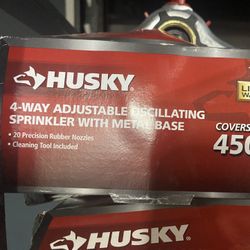 HUSKY
4-WAY ADJUSTABLE OSCILLATING
SPRINKLER WITH METAL BASE
• 20 Precision Rubber Nozzles
• Cleaning Tool Included
COVERS
450
HUSKY